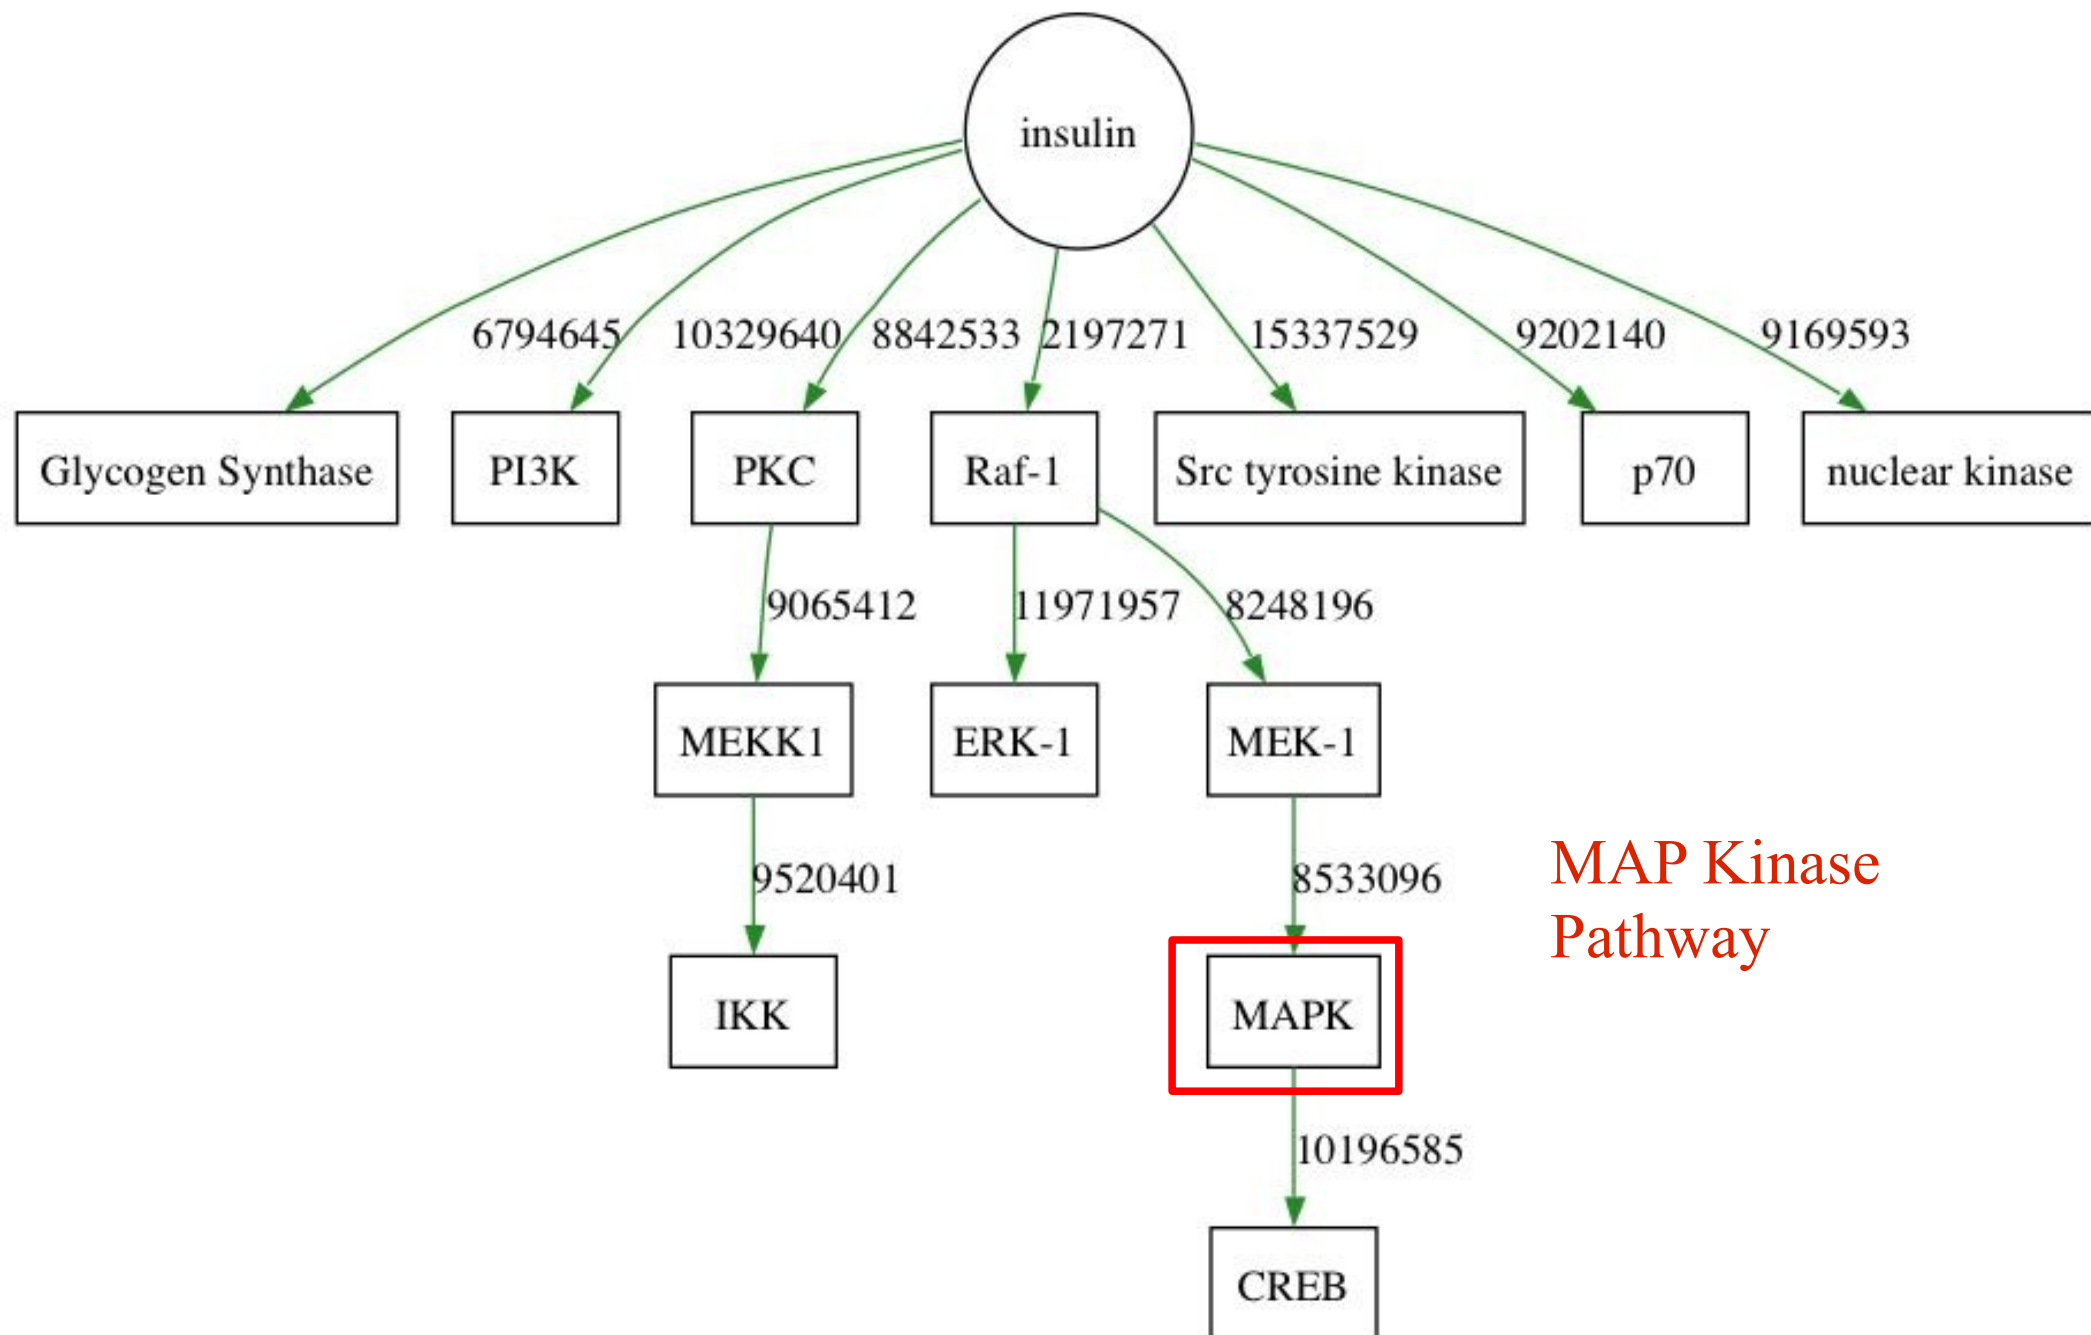 insulin
6794645 10329640 8842533 2197271 15337529 9202140 9169593
Glycogen Synthase PI3K PKC Raf-1 Src tyrosine kinase p70 nuclear kinase
9065412 11971957 8248196
MEKK1 ERK-1 MEK-1
9520401 8533096
MAP Kinase
Pathway
IKK MAPK
10196585
CREB